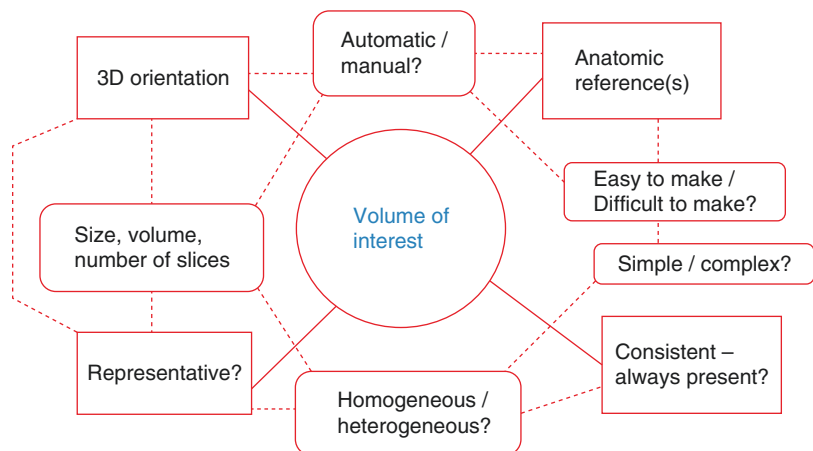 3D orientation
Automatic /
manual?
Anatomic
reference(s)
Easy to make /
Difficult to make?
Size, volume,
number of slices
Volume of
interest
Simple / complex?
Representative?
Homogeneous /
heterogeneous?
Consistent –
always present?